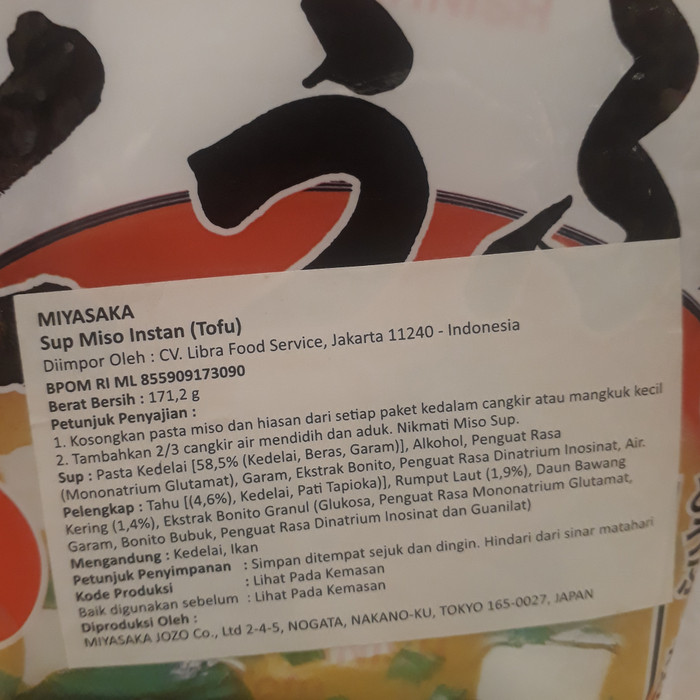 MIYASAKA
Sup Miso Instan (Tofu)
Diimpor Oleh : CV. Libra Food Service, Jakarta 11240 - Indonesia
BPOM RI ML 855909173090
Berat Bersih : 171,2 g
Petunjuk Penyajian :
1. Kosongkan pasta miso dan hiasan dari setiap paket kedalam cangkir atau mangkuk kecil
2. Tambahkan 2/3 cangkir air mendidih dan aduk. Nikmati Miso Sup.
Sup : Pasta Kedelai [58,5% (Kedelai, Beras, Garam)], Alkohol, Penguat Rasa
(Mononatrium Glutamat), Garam, Ekstrak Bonito, Penguat Rasa Dinatrium Inosinat, Air.
Pelengkap : Tahu [(4,6%), Kedelai, Pati Tapioka)], Rumput Laut (1,9%), Daun Bawang
Kering (1,4%), Ekstrak Bonito Granul (Glukosa, Penguat Rasa Mononatrium Glutamat,
Garam, Bonito Bubuk, Penguat Rasa Dinatrium Inosinat dan Guanilat)
Mengandung : Kedelai, Ikan
Petunjuk Penyimpanan : Simpan ditempat sejuk dan dingin. Hindari dari sinar matahari
Kode Produksi : Lihat Pada Kemasan
Baik digunakan sebelum : Lihat Pada Kemasan
Diproduksi Oleh :
MIYASAKA JOZO Co., Ltd 2-4-5, NOGATA, NAKANO-KU, TOKYO 165-0027, JAPAN